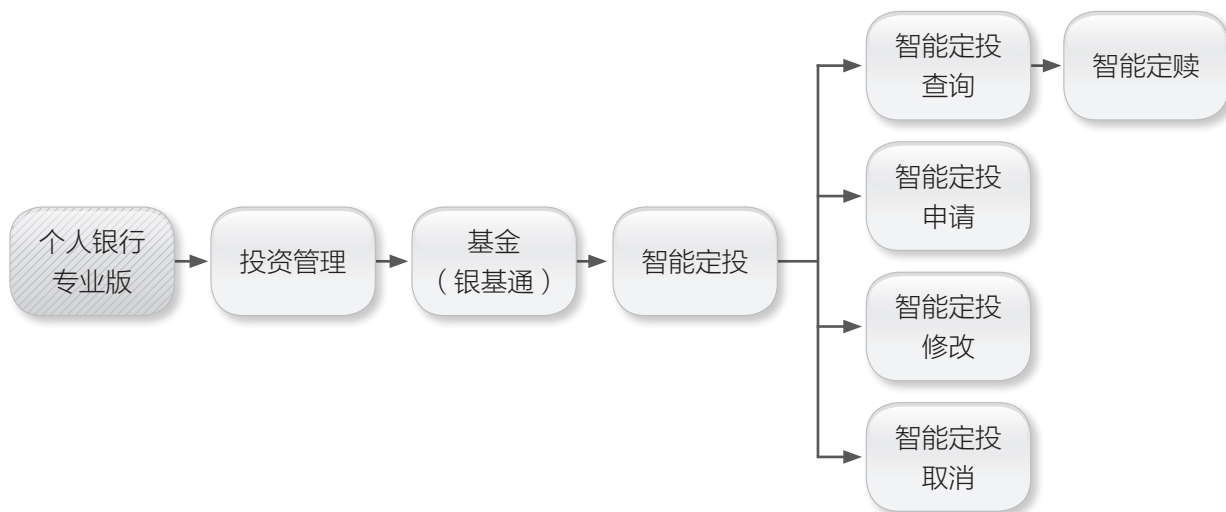 个人银行
专业版
投资管理
基金
（银基通）
智能定投
智能定投
查询
智能定赎
智能定投
申请
智能定投
修改
智能定投
取消